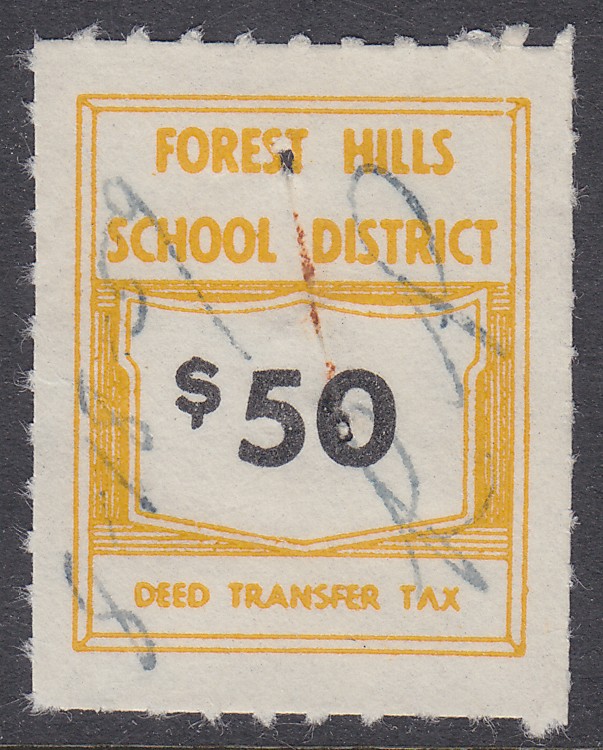 FOREST HILLS
SCHOOL DISTRICT
$50
DEED TRANSFER TAX